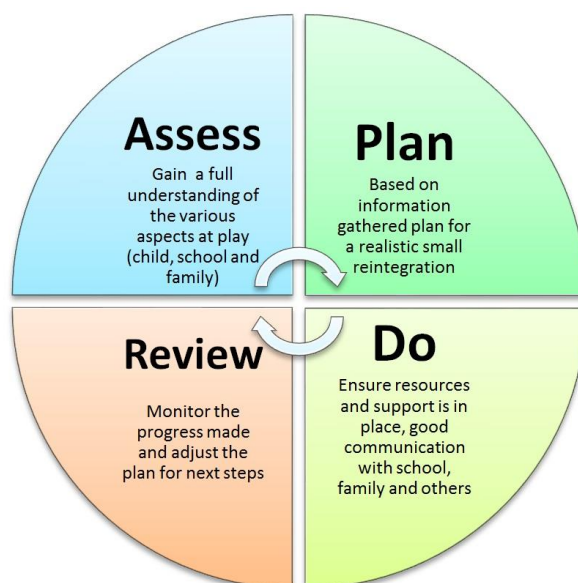 Assess
Gain a full
understanding of
the various
aspects at play
(child, school and
family)
Plan
Based on
information
gathered plan for
a realistic small
reintegration
Do
Ensure resources
and support is in
place, good
communication
with school,
family and others
Review
Monitor the
progress made
and adjust the
plan for next steps